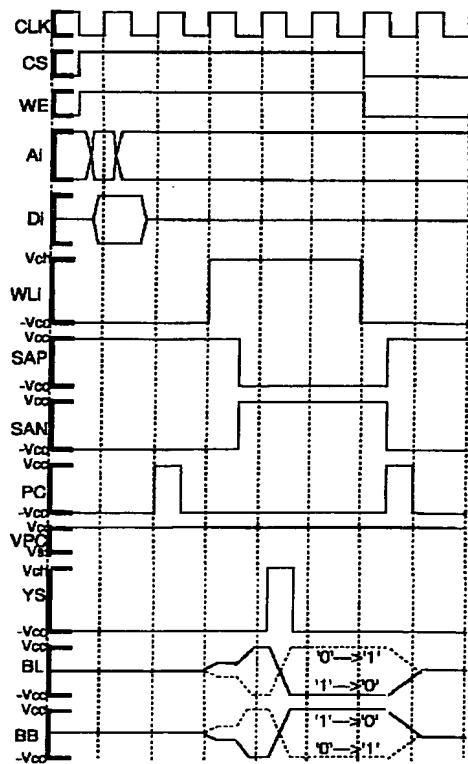 CLK
CS
WE
Ai
Di
Vch
WLi
-Vcc
Vcc
SAP
-Vcc
Vcc
SAN
-Vcc
Vcc
PC
-Vcc
Vcc
VPC
Vch
YS
-Vcc
Vcc
'0'—>'1'
BL
'1'—>'0'
-Vcc
Vcc
'1'—>'0'
BB
'0'—>'1'
-Vcc